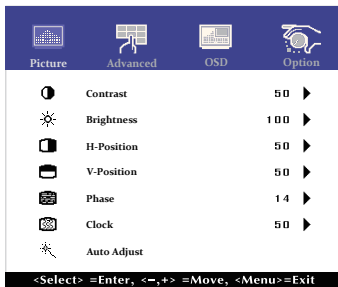 Picture Advanced OSD Option
Contrast 50
Brightness 100
H-Position 50
V-Position 50
Phase 14
Clock 50
Auto Adjust
<Select> =Enter, <−,+> =Move, <Menu>=Exit